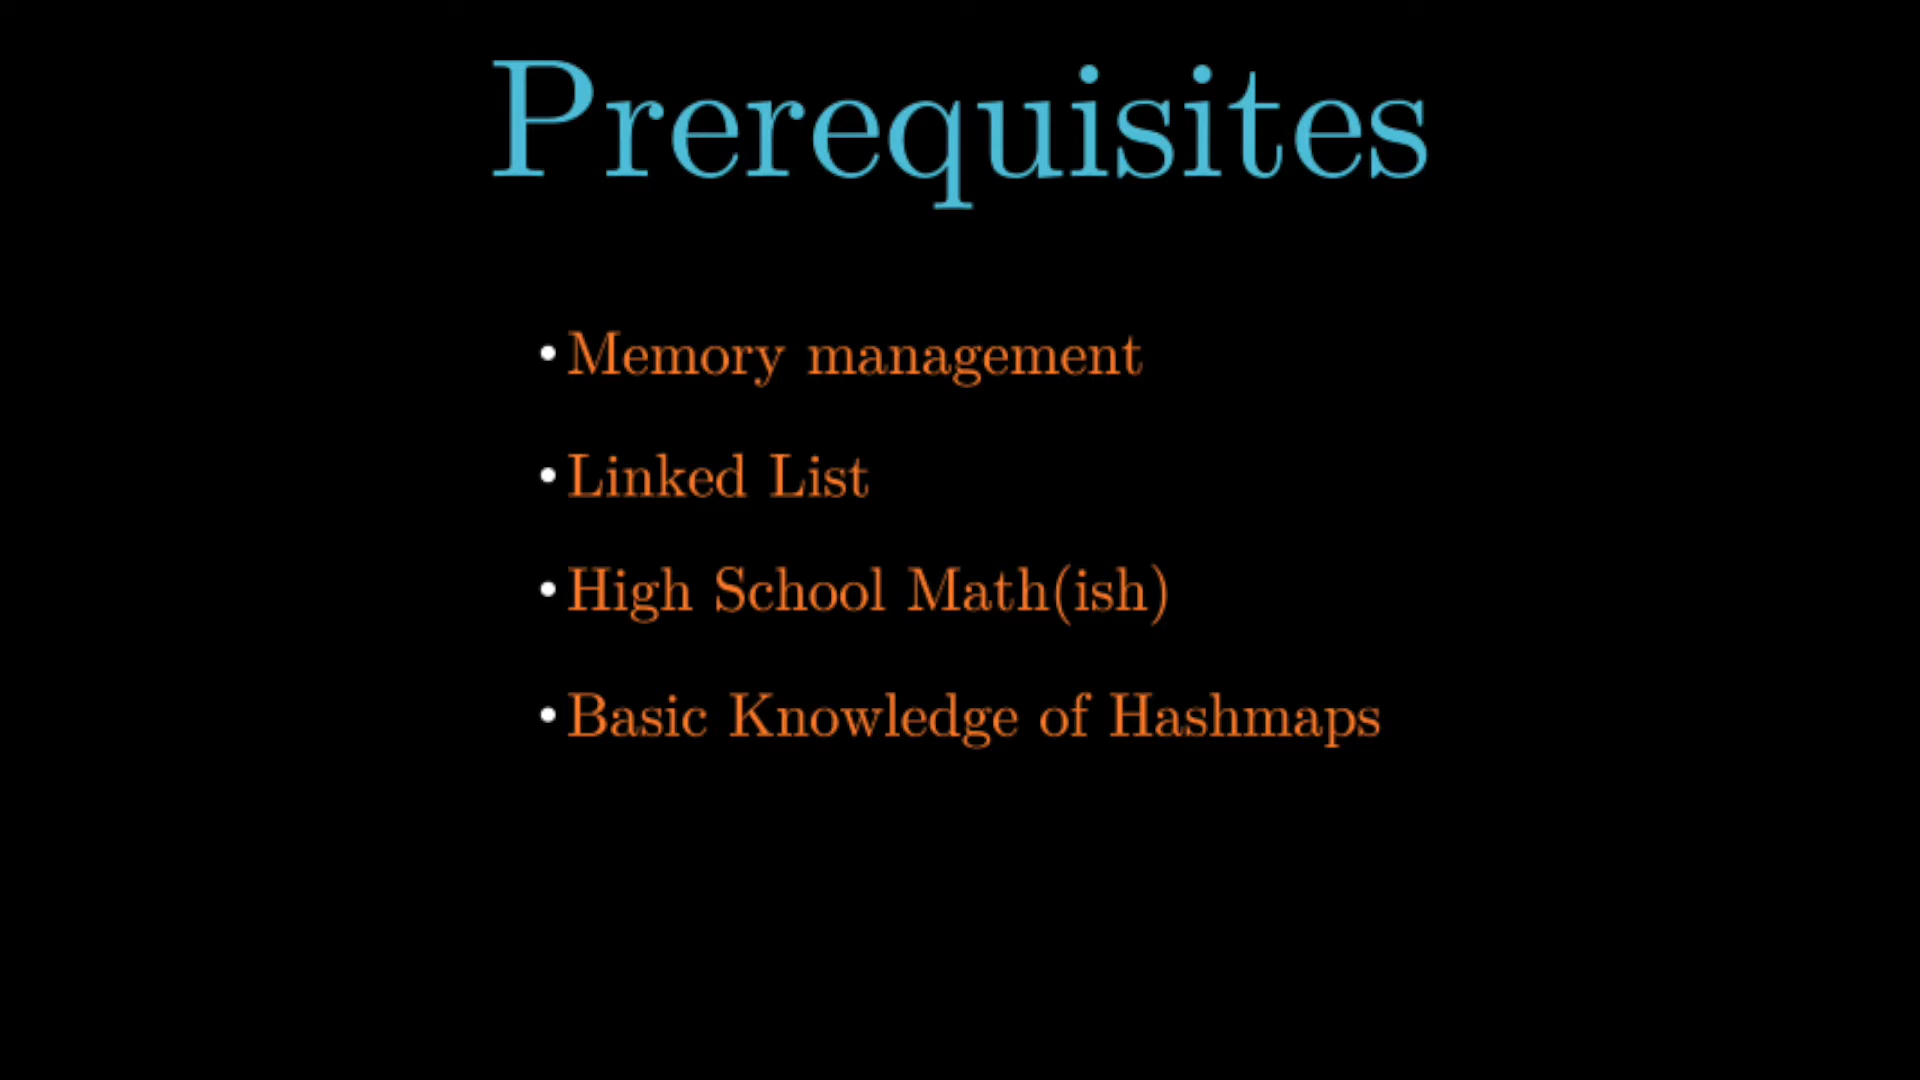 Prerequisites
• Memory management
• Linked List
• High School Math(ish)
• Basic Knowledge of Hashmaps